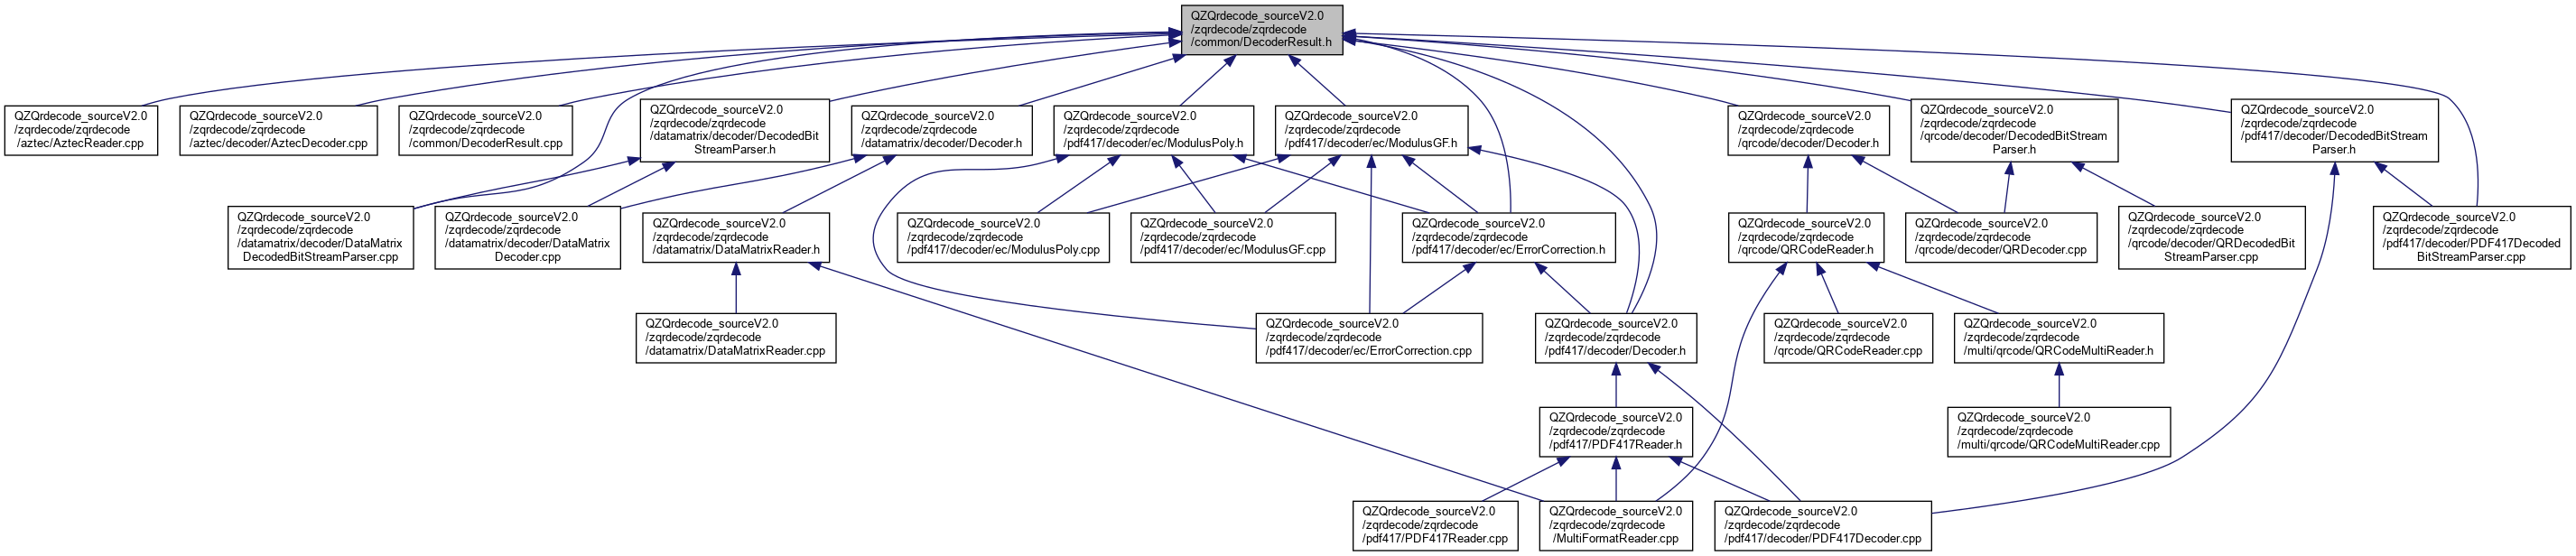 QZQrdecode_sourceV2.0
/zqrdecode/zqrdecode
/common/DecoderResult.h
QZQrdecode_sourceV2.0
/zqrdecode/zqrdecode
/aztec/AztecReader.cpp
QZQrdecode_sourceV2.0
/zqrdecode/zqrdecode
/aztec/decoder/AztecDecoder.cpp
QZQrdecode_sourceV2.0
/zqrdecode/zqrdecode
/common/DecoderResult.cpp
QZQrdecode_sourceV2.0
/zqrdecode/zqrdecode
/datamatrix/decoder/DecodedBit
StreamParser.h
QZQrdecode_sourceV2.0
/zqrdecode/zqrdecode
/datamatrix/decoder/Decoder.h
QZQrdecode_sourceV2.0
/zqrdecode/zqrdecode
/pdf417/decoder/ec/ModulusPoly.h
QZQrdecode_sourceV2.0
/zqrdecode/zqrdecode
/pdf417/decoder/ec/ModulusGF.h
QZQrdecode_sourceV2.0
/zqrdecode/zqrdecode
/qrcode/decoder/Decoder.h
QZQrdecode_sourceV2.0
/zqrdecode/zqrdecode
/qrcode/decoder/DecodedBitStream
Parser.h
QZQrdecode_sourceV2.0
/zqrdecode/zqrdecode
/pdf417/decoder/DecodedBitStream
Parser.h
QZQrdecode_sourceV2.0
/zqrdecode/zqrdecode
/datamatrix/decoder/DataMatrix
DecodedBitStreamParser.cpp
QZQrdecode_sourceV2.0
/zqrdecode/zqrdecode
/datamatrix/decoder/DataMatrix
Decoder.cpp
QZQrdecode_sourceV2.0
/zqrdecode/zqrdecode
/datamatrix/DataMatrixReader.h
QZQrdecode_sourceV2.0
/zqrdecode/zqrdecode
/pdf417/decoder/ec/ModulusPoly.cpp
QZQrdecode_sourceV2.0
/zqrdecode/zqrdecode
/pdf417/decoder/ec/ModulusGF.cpp
QZQrdecode_sourceV2.0
/zqrdecode/zqrdecode
/pdf417/decoder/ec/ErrorCorrection.h
QZQrdecode_sourceV2.0
/zqrdecode/zqrdecode
/qrcode/QRCodeReader.h
QZQrdecode_sourceV2.0
/zqrdecode/zqrdecode
/qrcode/decoder/QRDecoder.cpp
QZQrdecode_sourceV2.0
/zqrdecode/zqrdecode
/qrcode/decoder/QRDecodedBit
StreamParser.cpp
QZQrdecode_sourceV2.0
/zqrdecode/zqrdecode
/pdf417/decoder/PDF417Decoded
BitStreamParser.cpp
QZQrdecode_sourceV2.0
/zqrdecode/zqrdecode
/datamatrix/DataMatrixReader.cpp
QZQrdecode_sourceV2.0
/zqrdecode/zqrdecode
/pdf417/decoder/ec/ErrorCorrection.cpp
QZQrdecode_sourceV2.0
/zqrdecode/zqrdecode
/pdf417/decoder/Decoder.h
QZQrdecode_sourceV2.0
/zqrdecode/zqrdecode
/qrcode/QRCodeReader.cpp
QZQrdecode_sourceV2.0
/zqrdecode/zqrdecode
/multi/qrcode/QRCodeMultiReader.h
QZQrdecode_sourceV2.0
/zqrdecode/zqrdecode
/pdf417/PDF417Reader.h
QZQrdecode_sourceV2.0
/zqrdecode/zqrdecode
/multi/qrcode/QRCodeMultiReader.cpp
QZQrdecode_sourceV2.0
/zqrdecode/zqrdecode
/pdf417/PDF417Reader.cpp
QZQrdecode_sourceV2.0
/zqrdecode/zqrdecode
/MultiFormatReader.cpp
QZQrdecode_sourceV2.0
/zqrdecode/zqrdecode
/pdf417/decoder/PDF417Decoder.cpp